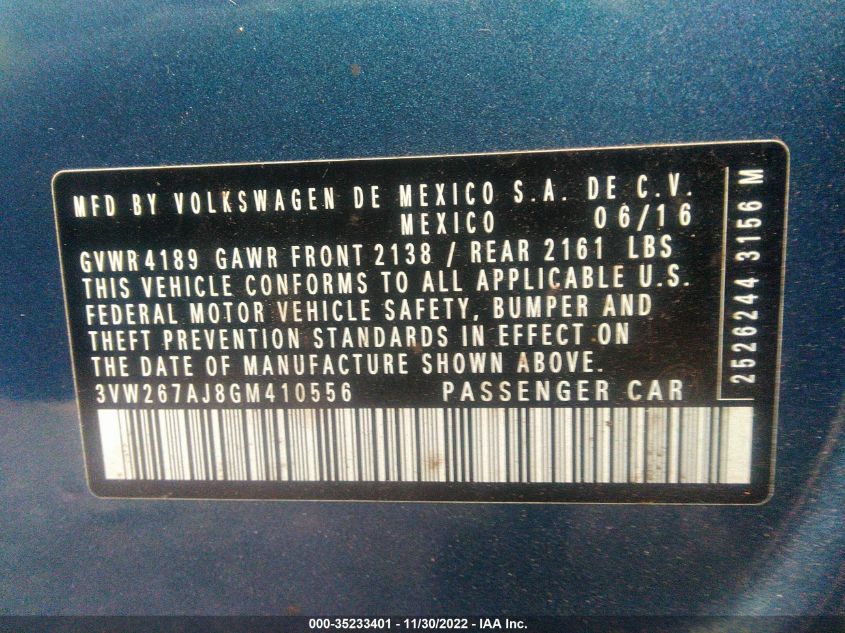 MFD BY VOLKSWAGEN DE MEXICO S.A. DE C.V.
MEXICO 06/16
GVWR 4189 GAWR FRONT 2138 / REAR 2161 LBS
THIS VEHICLE CONFORMS TO ALL APPLICABLE U.S.
FEDERAL MOTOR VEHICLE SAFETY, BUMPER AND
THEFT PREVENTION STANDARDS IN EFFECT ON
THE DATE OF MANUFACTURE SHOWN ABOVE.
3VW267AJ8GM410556 PASSENGER CAR
2526244 3156 M
000-35233401 - 11/30/2022 - IAA Inc.